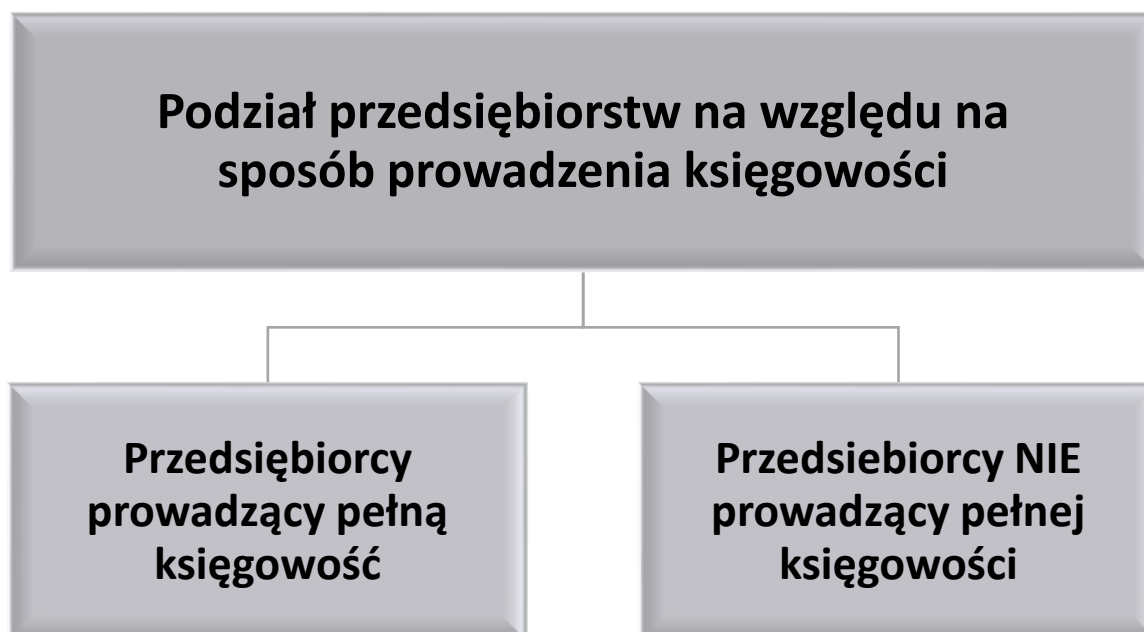 Podział przedsiębiorstw na względu na
sposób prowadzenia księgowości
Przedsiębiorcy
prowadzący pełną
księgowość
Przedsiebiorcy NIE
prowadzący pełnej
księgowości